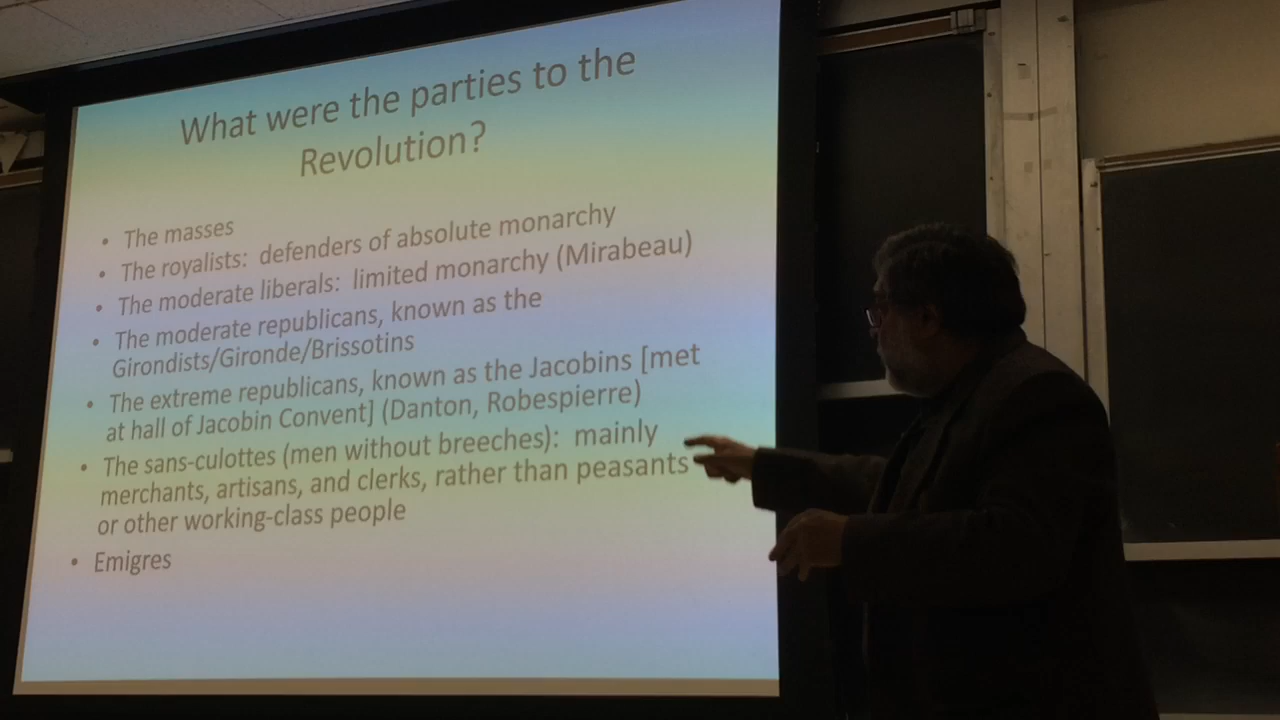 What were the parties to the
Revolution?
• The masses
• The royalists: defenders of absolute monarchy
• The moderate liberals: limited monarchy (Mirabeau)
• The moderate republicans, known as the
Girondists/Gironde/Brissotins
• The extreme republicans, known as the Jacobins [met
at hall of Jacobin Convent] (Danton, Robespierre)
• The sans-culottes (men without breeches): mainly
merchants, artisans, and clerks, rather than peasants
or other working-class people
• Emigres